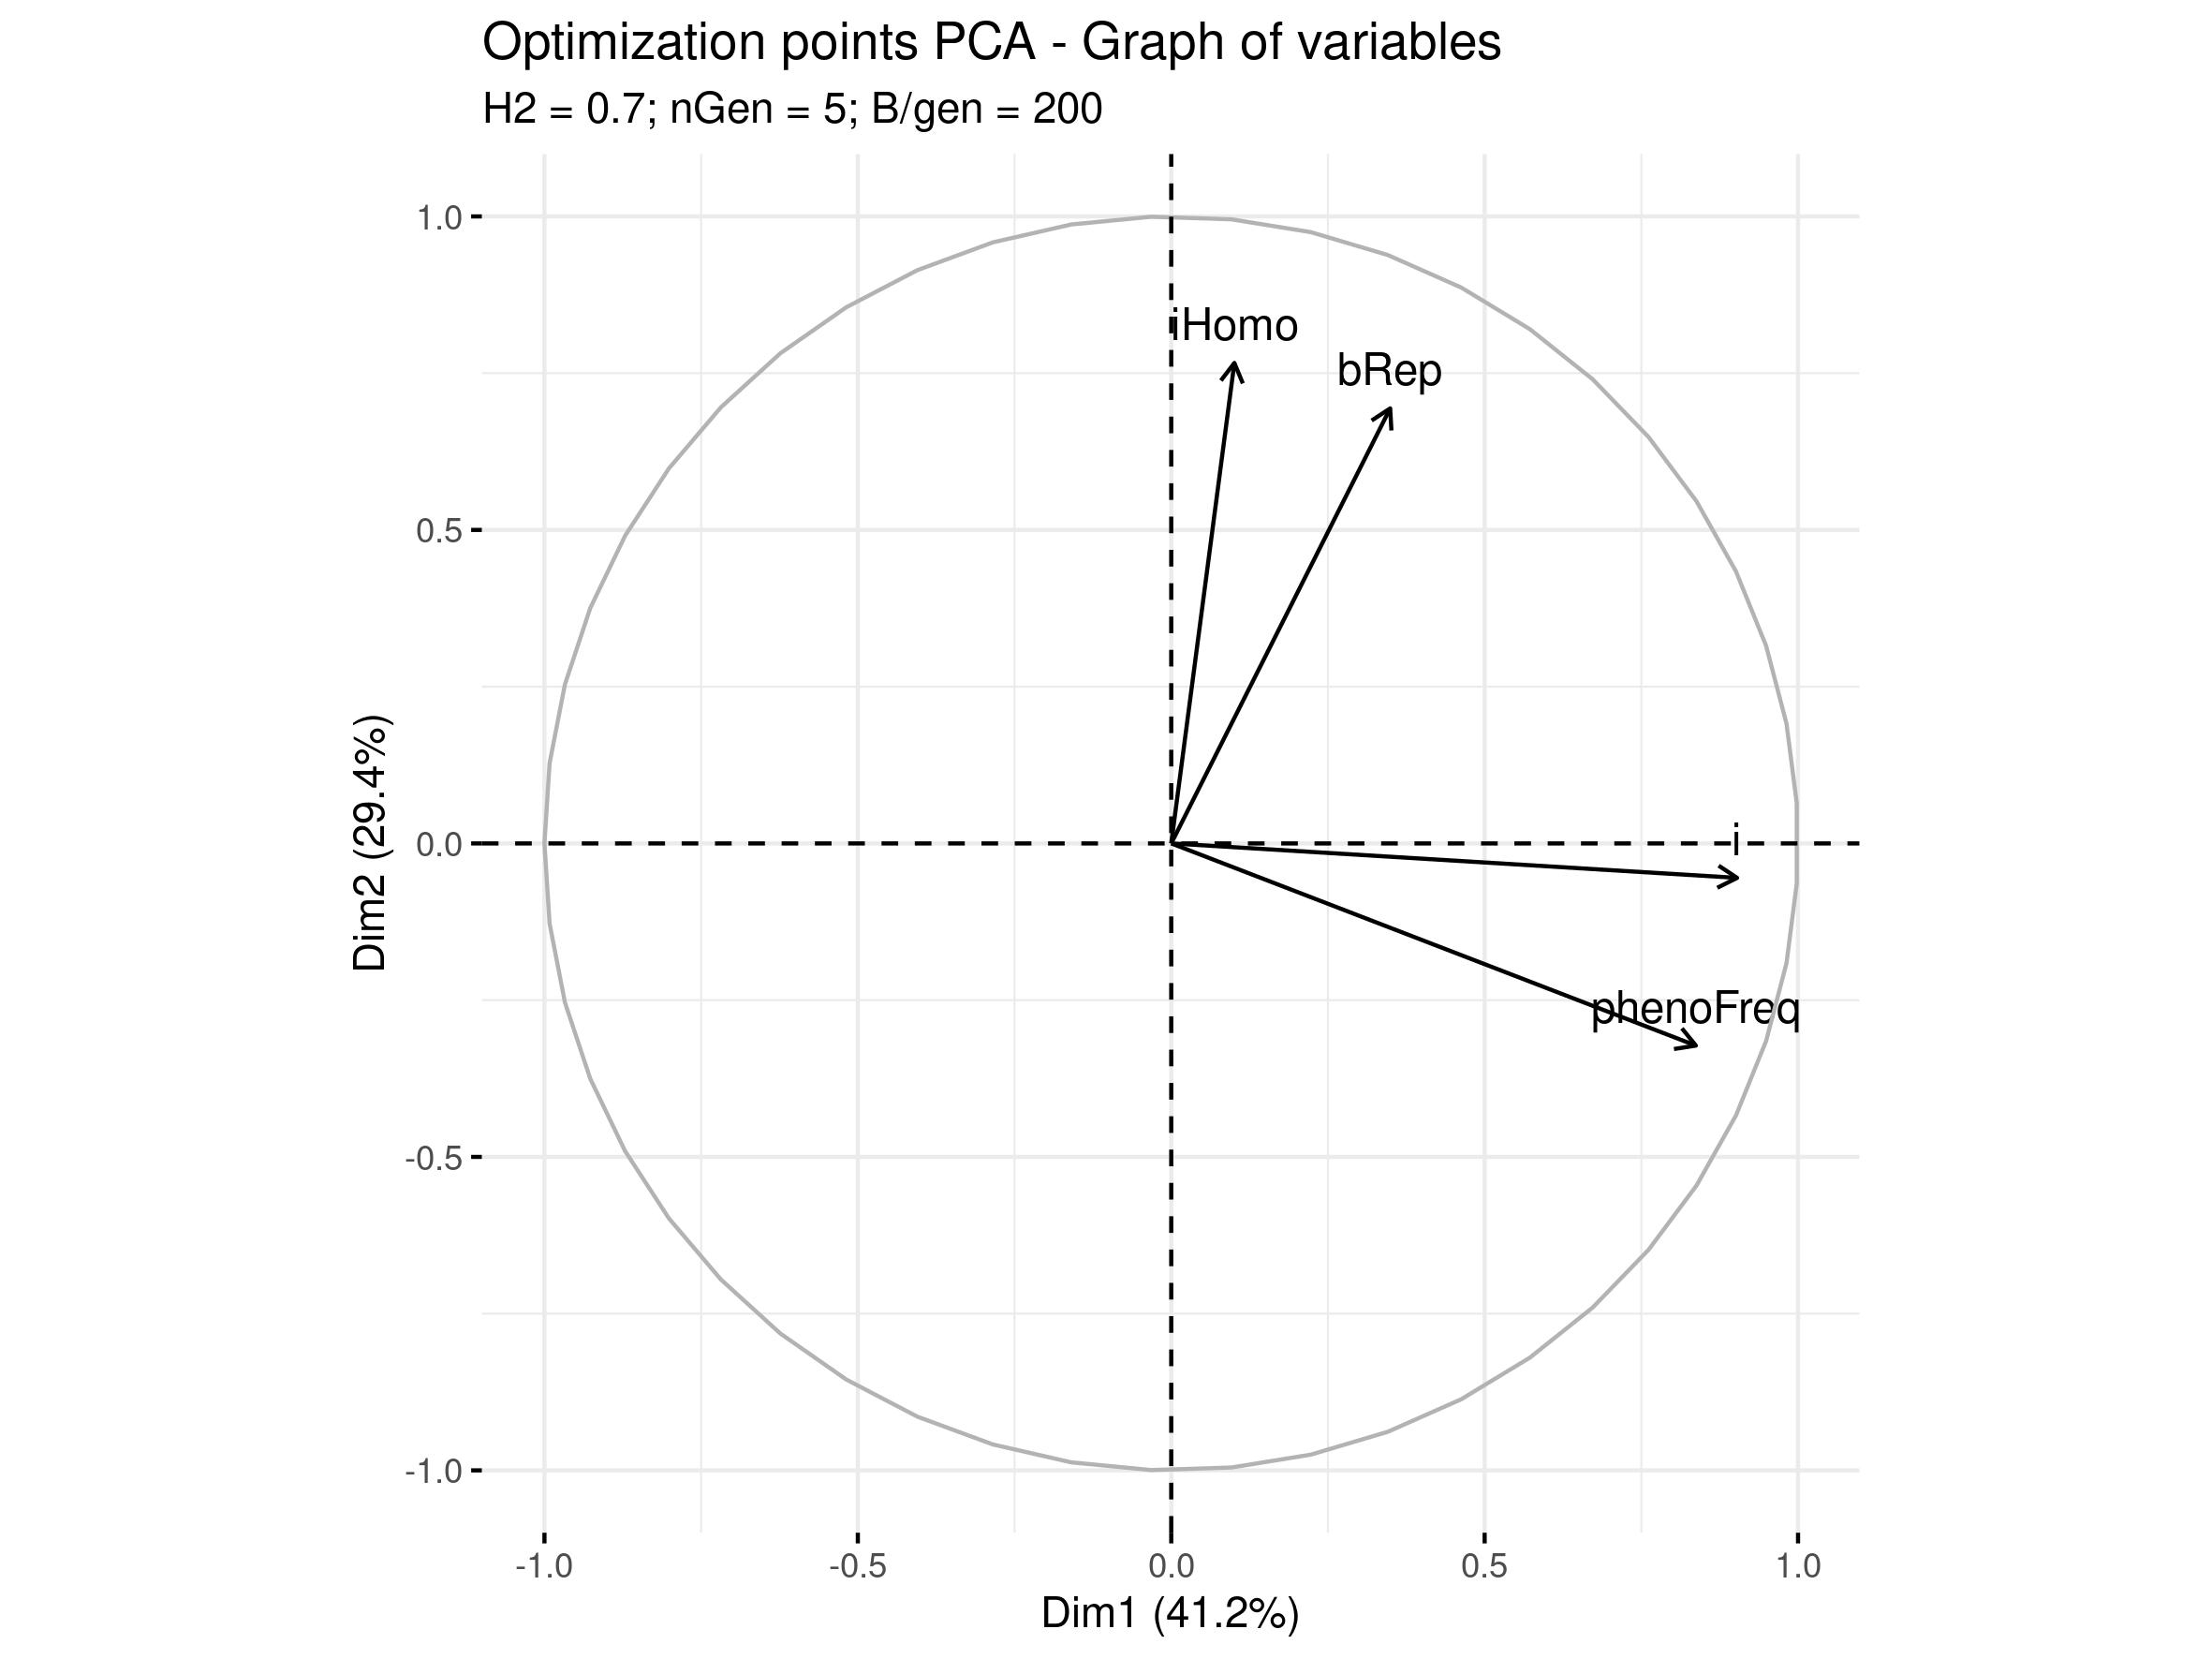 Optimization points PCA - Graph of variables
H2 = 0.7; nGen = 5; B/gen = 200
1.0
0.5
0.0
-0.5
-1.0
Dim2 (29.4%)
iHomo
bRep
i
phenoFreq
-1.0
-0.5
0.0
0.5
1.0
Dim1 (41.2%)